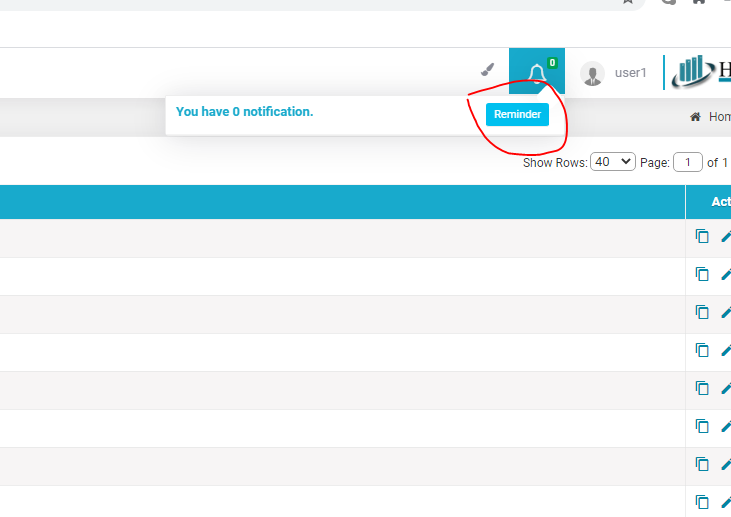 0
user1
H
You have 0 notification.
Reminder
Hom
Show Rows: 40 Page: 1 of 1
Act